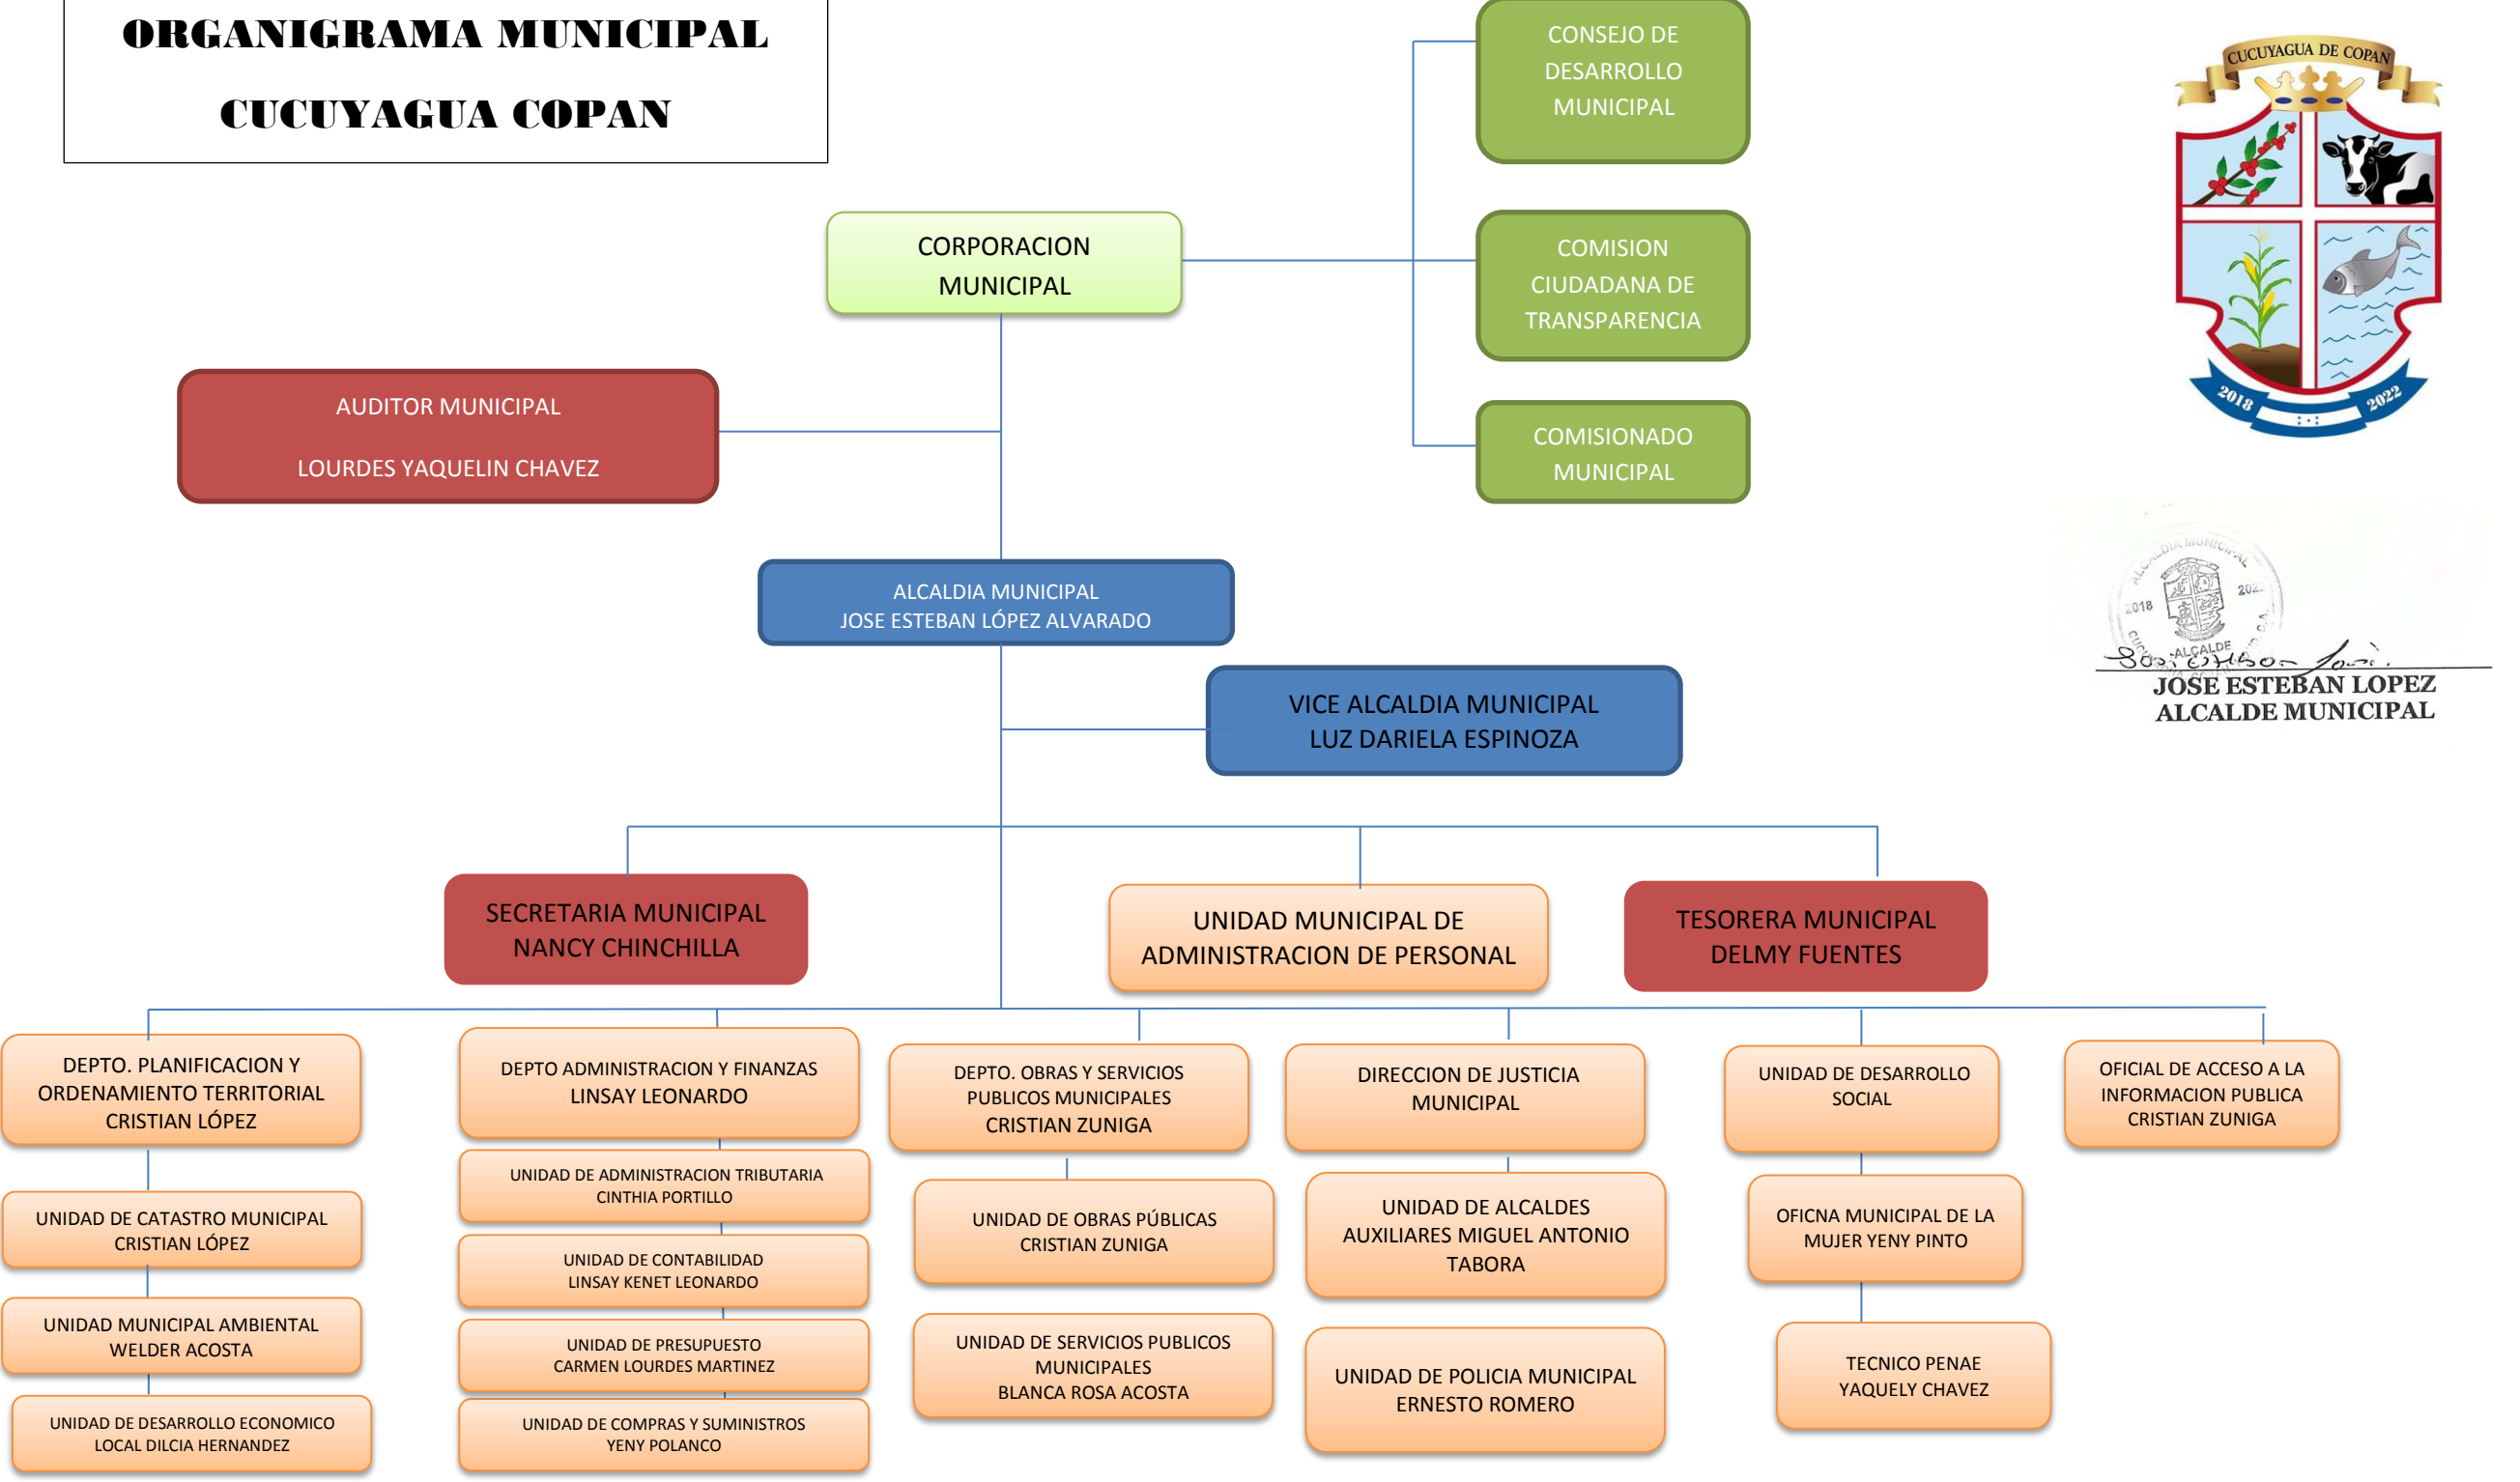 ORGANIGRAMA MUNICIPAL
CUCUYAGUA COPAN
CONSEJO DE
DESARROLLO
MUNICIPAL
CUCUYAGUA DE COPAN
CORPORACION
MUNICIPAL
COMISION
CIUDADANA DE
TRANSPARENCIA
AUDITOR MUNICIPAL
LOURDES YAQUELIN CHAVEZ
COMISIONADO
MUNICIPAL
2018
2022
ALCALDIA MUNICIPAL
JOSE ESTEBAN LÓPEZ ALVARADO
ALCALDIA MUNICIPAL
2018
ALCALDE
JOSE ESTEBAN LOPEZ
ALCALDE MUNICIPAL
VICE ALCALDIA MUNICIPAL
LUZ DARIELA ESPINOZA
SECRETARIA MUNICIPAL
NANCY CHINCHILLA
UNIDAD MUNICIPAL DE
ADMINISTRACION DE PERSONAL
TESORERA MUNICIPAL
DELMY FUENTES
DEPTO. PLANIFICACION Y
ORDENAMIENTO TERRITORIAL
CRISTIAN LÓPEZ
UNIDAD DE CATASTRO MUNICIPAL
CRISTIAN LÓPEZ
UNIDAD MUNICIPAL AMBIENTAL
WELDER ACOSTA
UNIDAD DE DESARROLLO ECONOMICO
LOCAL DILCIA HERNANDEZ
DEPTO ADMINISTRACION Y FINANZAS
LINSAY LEONARDO
UNIDAD DE ADMINISTRACION TRIBUTARIA
CINTHIA PORTILLO
UNIDAD DE CONTABILIDAD
LINSAY KENET LEONARDO
UNIDAD DE PRESUPUESTO
CARMEN LOURDES MARTINEZ
UNIDAD DE COMPRAS Y SUMINISTROS
YENY POLANCO
DEPTO. OBRAS Y SERVICIOS
PUBLICOS MUNICIPALES
CRISTIAN ZUNIGA
UNIDAD DE OBRAS PÚBLICAS
CRISTIAN ZUNIGA
UNIDAD DE SERVICIOS PUBLICOS
MUNICIPALES
BLANCA ROSA ACOSTA
DIRECCION DE JUSTICIA
MUNICIPAL
UNIDAD DE ALCALDES
AUXILIARES MIGUEL ANTONIO
TABORA
UNIDAD DE POLICIA MUNICIPAL
ERNESTO ROMERO
UNIDAD DE DESARROLLO
SOCIAL
OFICNA MUNICIPAL DE LA
MUJER YENY PINTO
TECNICO PENAE
YAQUELY CHAVEZ
OFICIAL DE ACCESO A LA
INFORMACION PUBLICA
CRISTIAN ZUNIGA